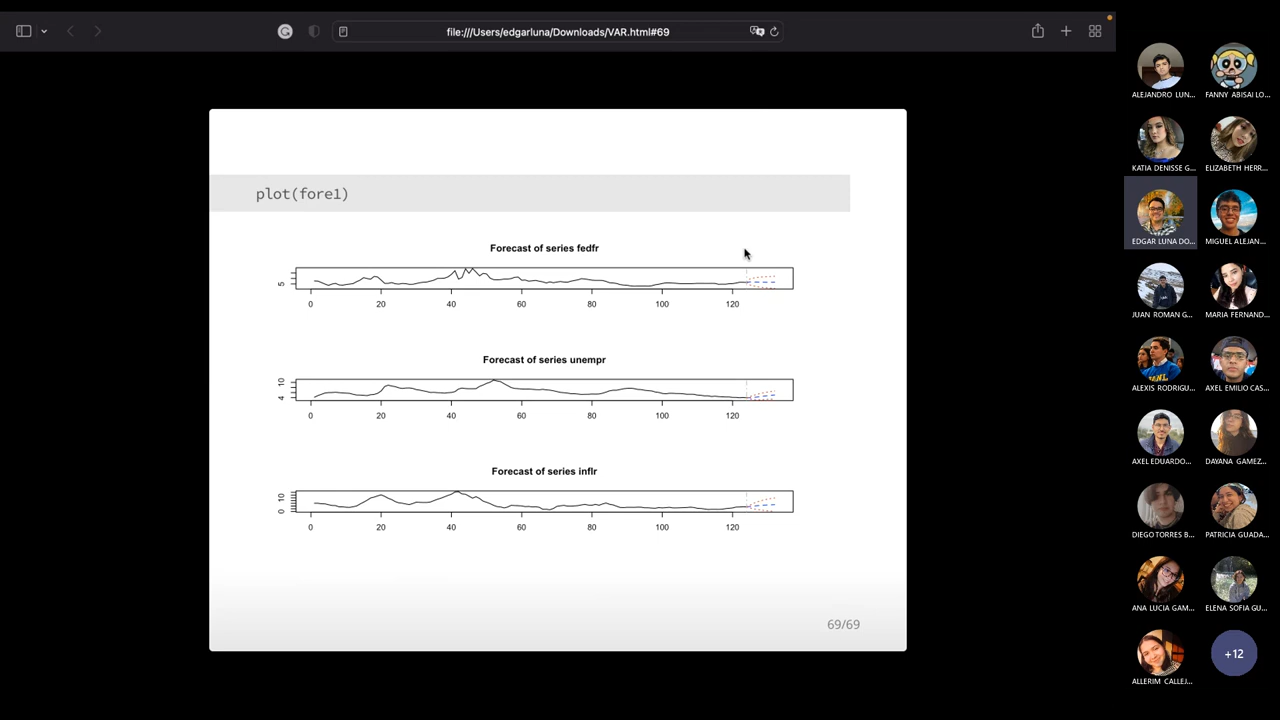 file:///Users/edgarluna/Downloads/VAR.html#69
plot(fore1)
Forecast of series fedfr
5
0 20 40 60 80 100 120
Forecast of series unempr
4 10
0 20 40 60 80 100 120
Forecast of series inflr
0 10
0 20 40 60 80 100 120
69/69
ALEJANDRO LUN...
FANNY ABISAI LO...
KATIA DENISSE G...
ELIZABETH HERR...
EDGAR LUNA DO...
MIGUEL ALEJAN...
JUAN ROMAN G...
MARIA FERNAND...
ALEXIS RODRIGU...
AXEL EMILIO CAS...
AXEL EDUARDO...
DAYANA GAMEZ...
DIEGO TORRES B...
PATRICIA GUADA...
ANA LUCIA GAM...
ELENA SOFIA GU...
ALLERIM CALLEJ...
+12